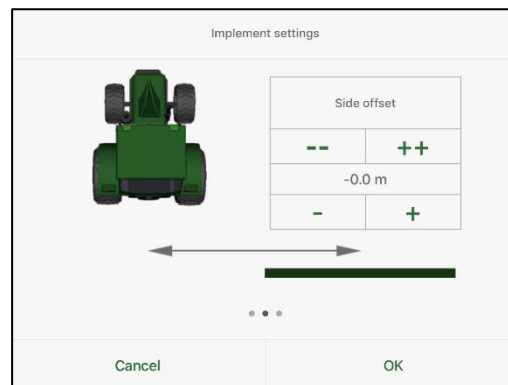 Implement settings
Side offset
-- ++
-0.0 m
- +
Cancel OK